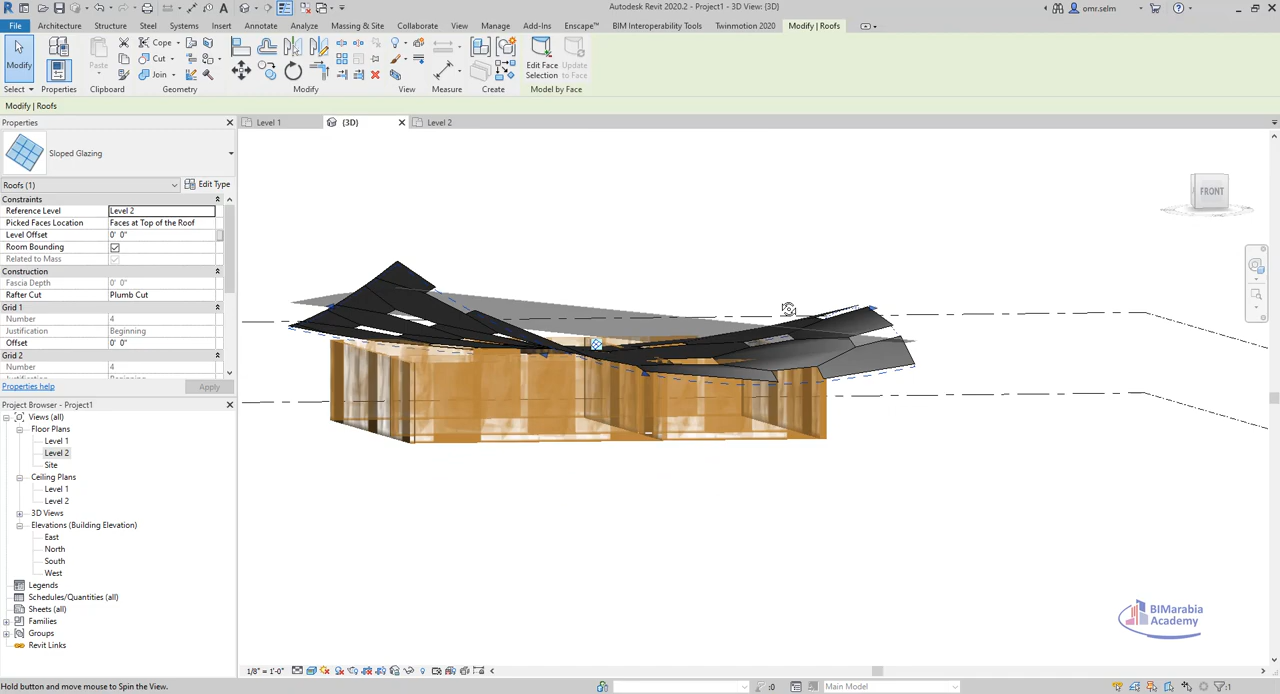 Autodesk Revit 2020.2 - Project1 - 3D View: {3D}
omr.selm
File Architecture Structure Steel Systems Insert Annotate Analyze Massing & Site Collaborate View Manage Add-Ins Enscape™ BIM Interoperability Tools Twinmotion 2020 Modify | Roofs
Modify Properties Paste Cope Cut Join Edit Face Selection Update to Face
Select Properties Clipboard Geometry Modify View Measure Create Model by Face
Modify | Roofs
Properties
Level 1 {3D} Level 2
Sloped Glazing
Roofs (1) Edit Type
Constraints
Reference Level Level 2
Picked Faces Location Faces at Top of the Roof
Level Offset 0' 0"
Room Bounding
Related to Mass
Construction
Fascia Depth 0' 0"
Rafter Cut Plumb Cut
Grid 1
Number 4
Justification Beginning
Offset 0' 0"
Grid 2
Number 4
Properties help Apply
Project Browser - Project1
Views (all)
Floor Plans
Level 1
Level 2
Site
Ceiling Plans
Level 1
Level 2
3D Views
Elevations (Building Elevation)
East
North
South
West
Legends
Schedules/Quantities (all)
Sheets (all)
Families
Groups
Revit Links
FRONT
BIMarabia
Academy
1/8" = 1'-0"
Hold button and move mouse to Spin the View. :0 Main Model :1